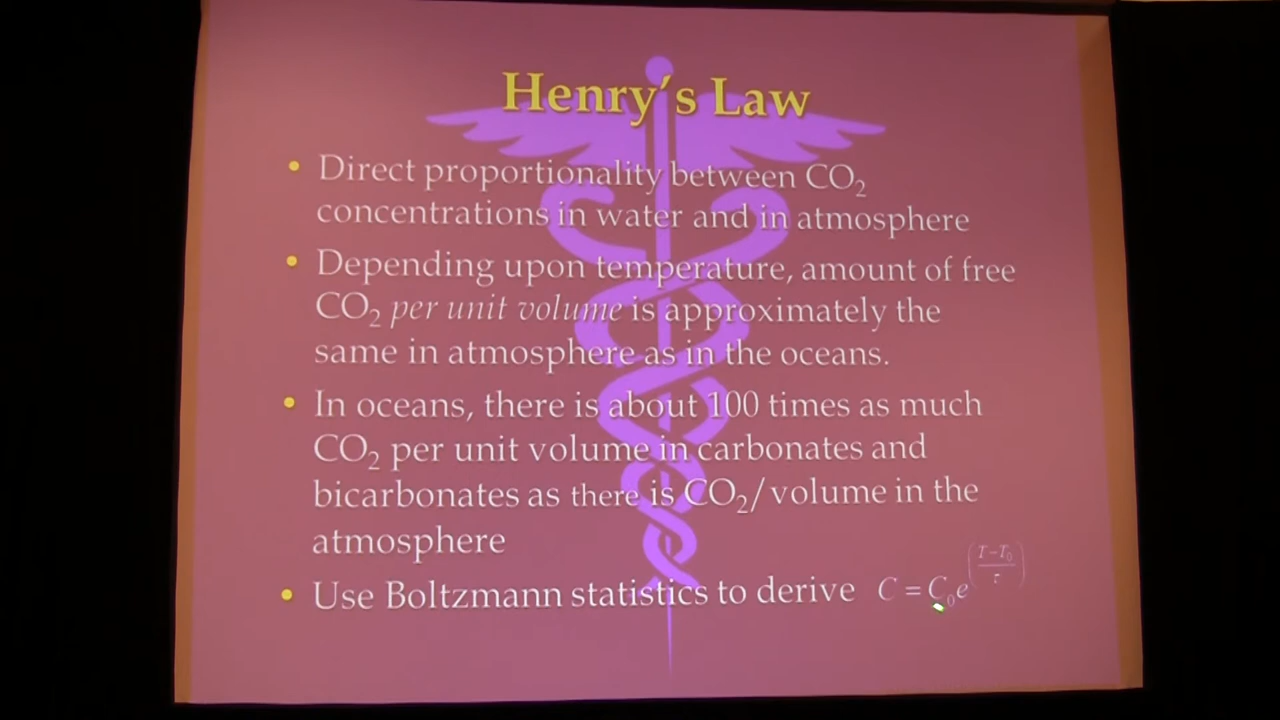 Henry's Law
• Direct proportionality between CO₂
concentrations in water and in atmosphere
• Depending upon temperature, amount of free
CO₂ per unit volume is approximately the
same in atmosphere as in the oceans.
• In oceans, there is about 100 times as much
CO₂ per unit volume in carbonates and
bicarbonates as there is CO₂/volume in the
atmosphere
• Use Boltzmann statistics to derive C = C₀e^((T−T₀)/τ)